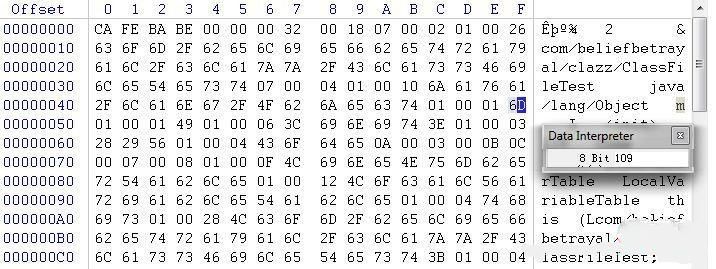 Offset 0 1 2 3 4 5 6 7 8 9 A B C D E F
00000000 CA FE BA BE 00 00 00 32 00 18 07 00 02 01 00 26 Êþº¾ 2 &
00000010 63 6F 6D 2F 62 65 6C 69 65 66 62 65 74 72 61 79 com/beliefbetray
00000020 61 6C 2F 63 6C 61 7A 7A 2F 43 6C 61 73 73 46 69 al/clazz/ClassFi
00000030 6C 65 54 65 73 74 07 00 04 01 00 10 6A 61 76 61 leTest java
00000040 2F 6C 61 6E 67 2F 4F 62 6A 65 63 74 01 00 01 6D /lang/Object m
00000050 01 00 01 49 01 00 06 3C 69 6E 69 74 3E 01 00 03
00000060 28 29 56 01 00 04 43 6F 64 65 0A 00 03 00 0B 0C
00000070 00 07 00 08 01 00 0F 4C 69 6E 65 4E 75 6D 62 65
00000080 72 54 61 62 6C 65 01 00 12 4C 6F 63 61 6C 56 61 rTable LocalVa
00000090 72 69 61 62 6C 65 54 61 62 6C 65 01 00 04 74 68 riableTable th
000000A0 69 73 01 00 28 4C 63 6F 6D 2F 62 65 6C 69 65 66 is (Lcom/belief
000000B0 62 65 74 72 61 79 61 6C 2F 63 6C 61 7A 7A 2F 43 betrayal/
000000C0 6C 61 73 73 46 69 6C 65 54 65 73 74 3B 01 00 04 lassFileTest;
Data Interpreter
8 Bit 109